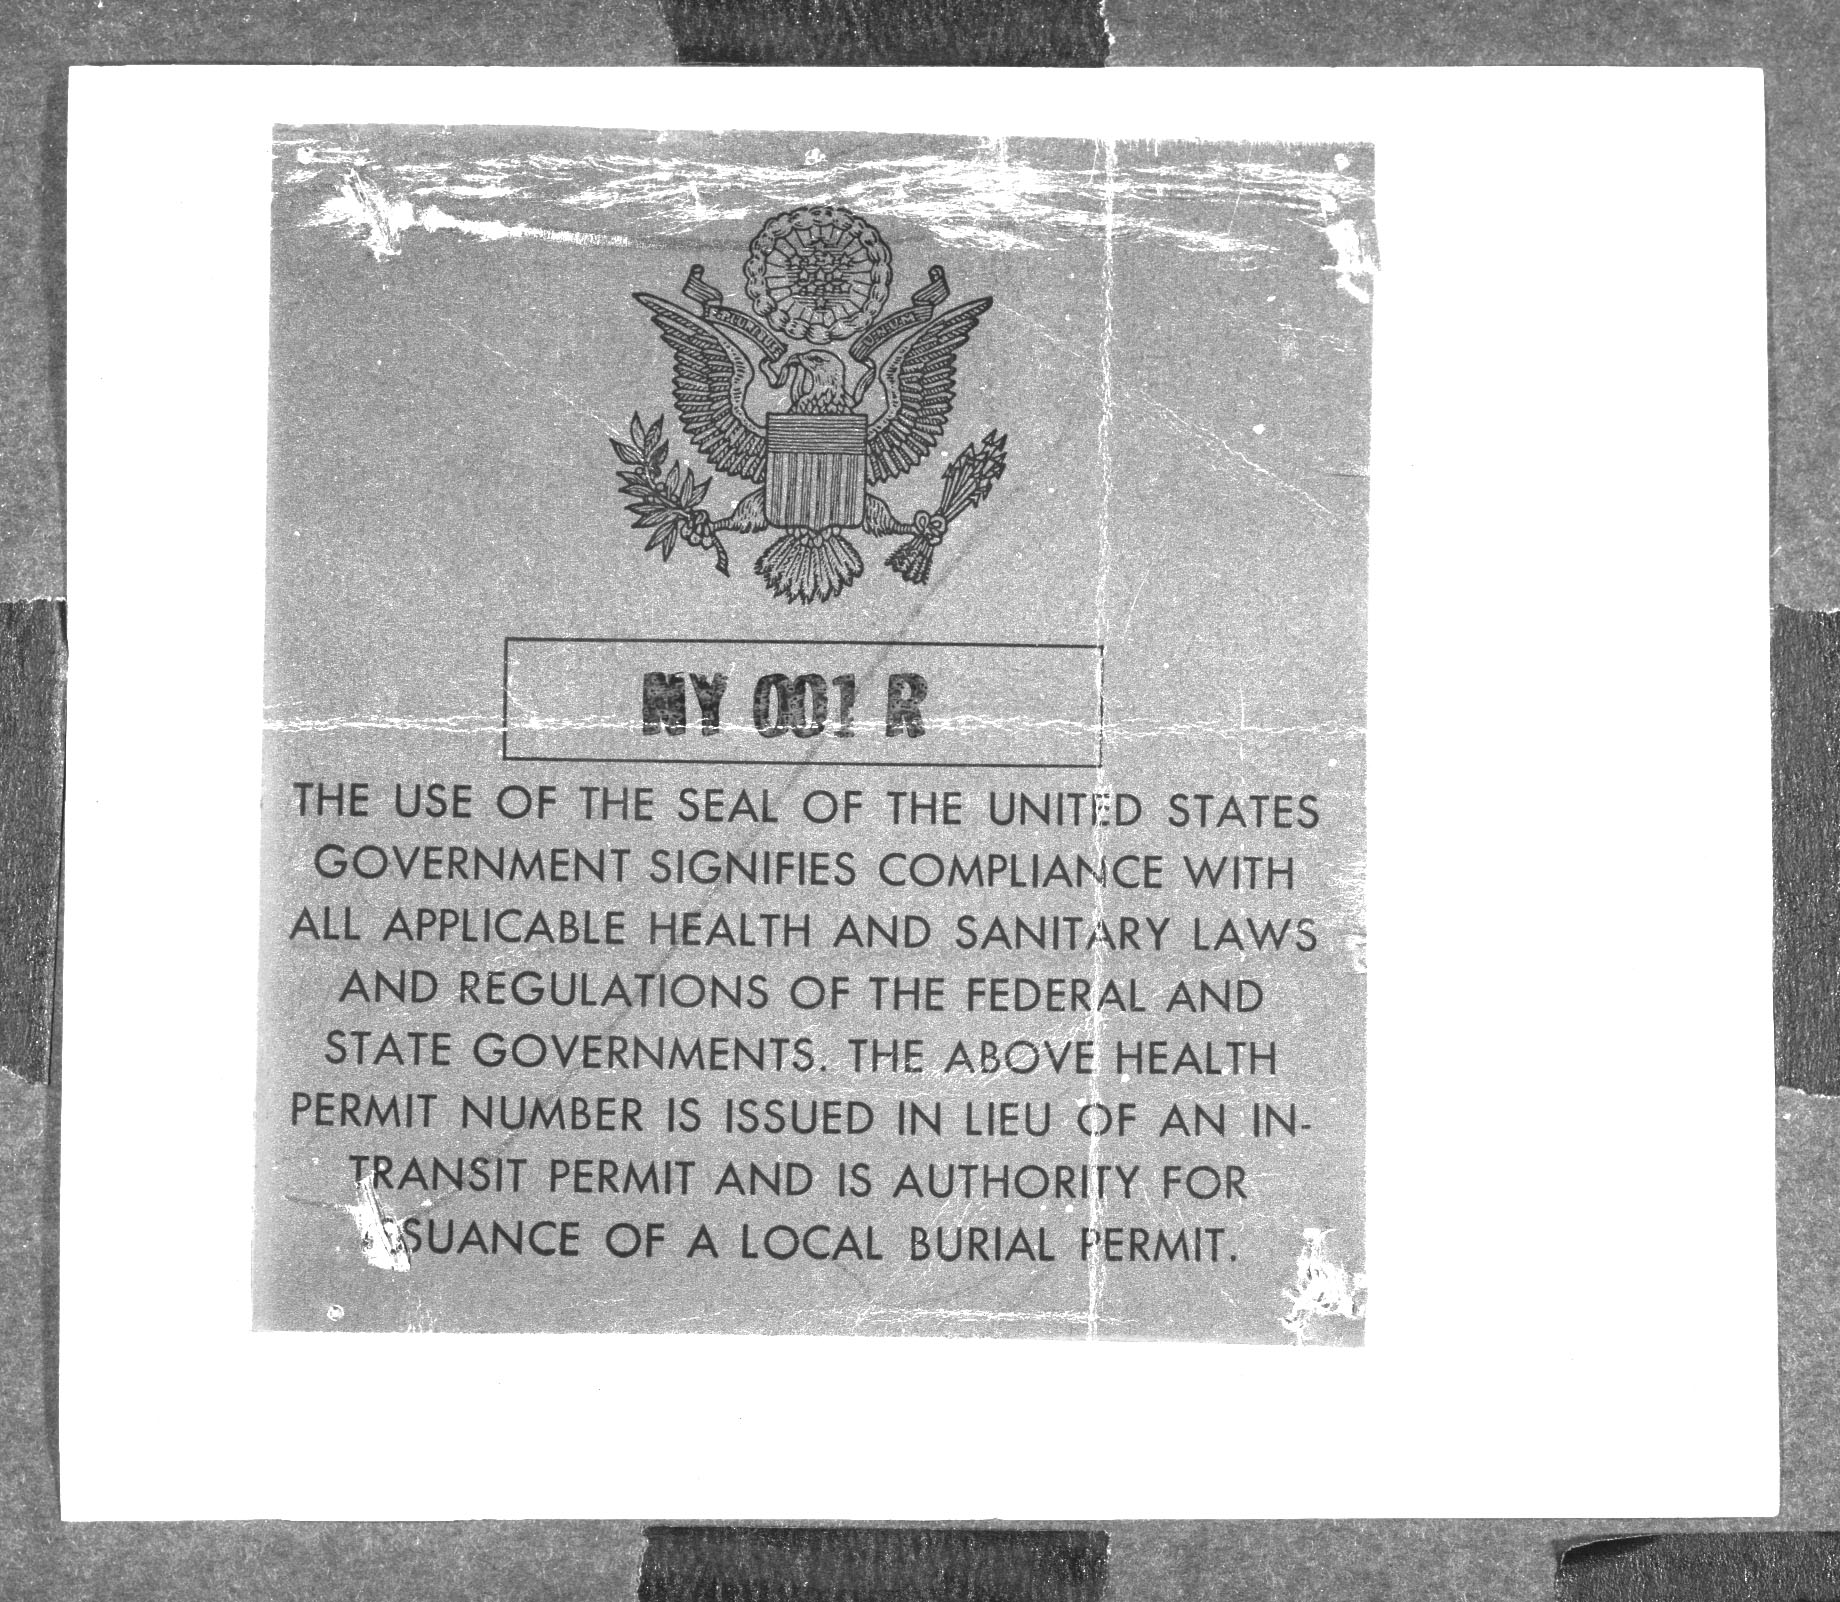 NY 001 R
THE USE OF THE SEAL OF THE UNITED STATES
GOVERNMENT SIGNIFIES COMPLIANCE WITH
ALL APPLICABLE HEALTH AND SANITARY LAWS
AND REGULATIONS OF THE FEDERAL AND
STATE GOVERNMENTS. THE ABOVE HEALTH
PERMIT NUMBER IS ISSUED IN LIEU OF AN IN-
TRANSIT PERMIT AND IS AUTHORITY FOR
ISSUANCE OF A LOCAL BURIAL PERMIT.